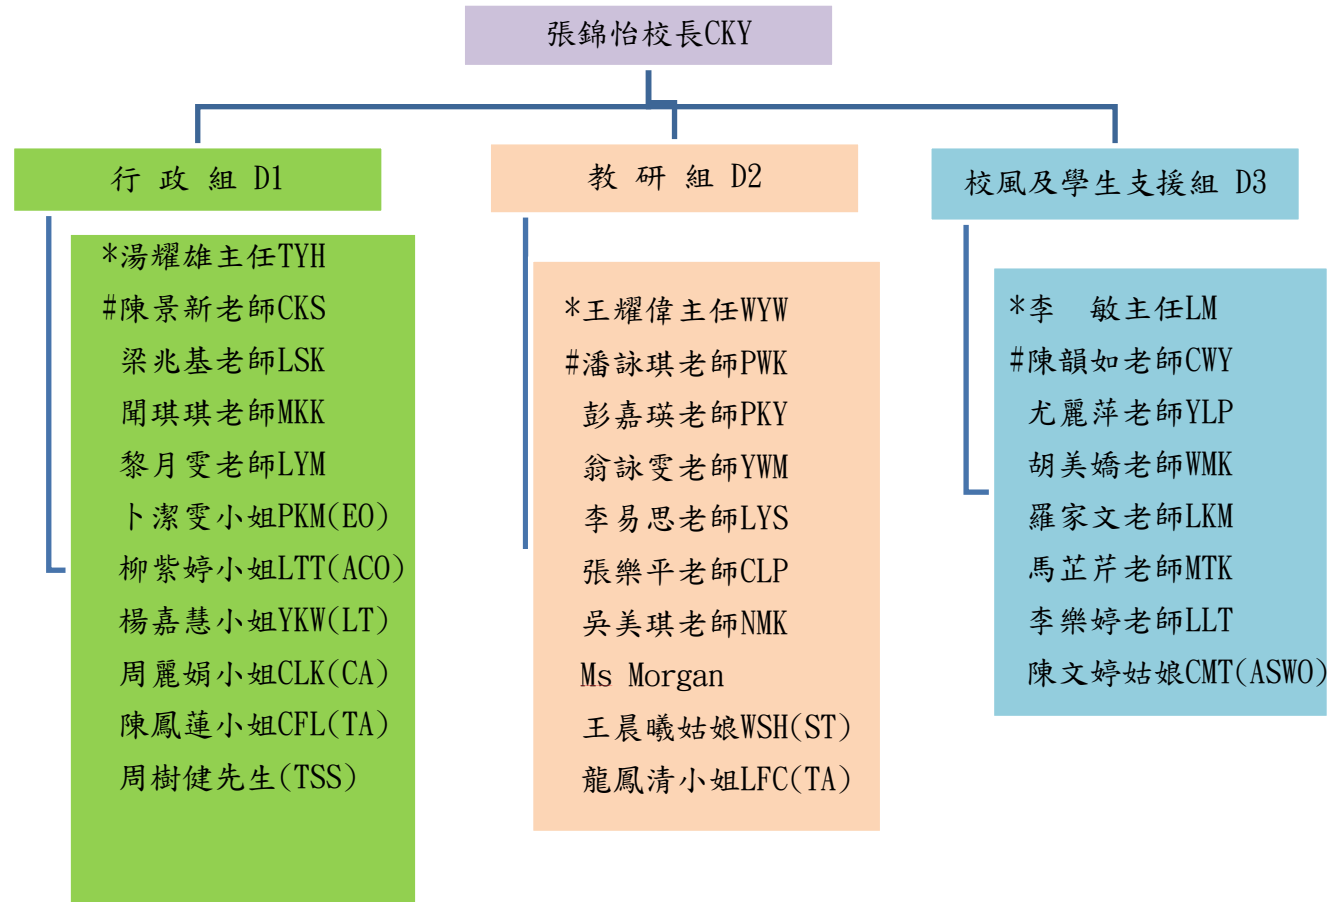 張錦怡校長CKY
行 政 組 D1
*湯耀雄主任TYH
#陳景新老師CKS
梁兆基老師LSK
聞琪琪老師MKK
黎月雯老師LYM
卜潔雯小姐PKM(EO)
柳紫婷小姐LTT(ACO)
楊嘉慧小姐YKW(LT)
周麗娟小姐CLK(CA)
陳鳳蓮小姐CFL(TA)
周樹健先生(TSS)
教 研 組 D2
*王耀偉主任WYW
#潘詠琪老師PWK
彭嘉瑛老師PKY
翁詠雯老師YWM
李易思老師LYS
張樂平老師CLP
吳美琪老師NMK
Ms Morgan
王晨曦姑娘WSH(ST)
龍鳳清小姐LFC(TA)
校風及學生支援組 D3
*李　敏主任LM
#陳韻如老師CWY
尤麗萍老師YLP
胡美嬌老師WMK
羅家文老師LKM
馬芷芹老師MTK
李樂婷老師LLT
陳文婷姑娘CMT(ASWO)